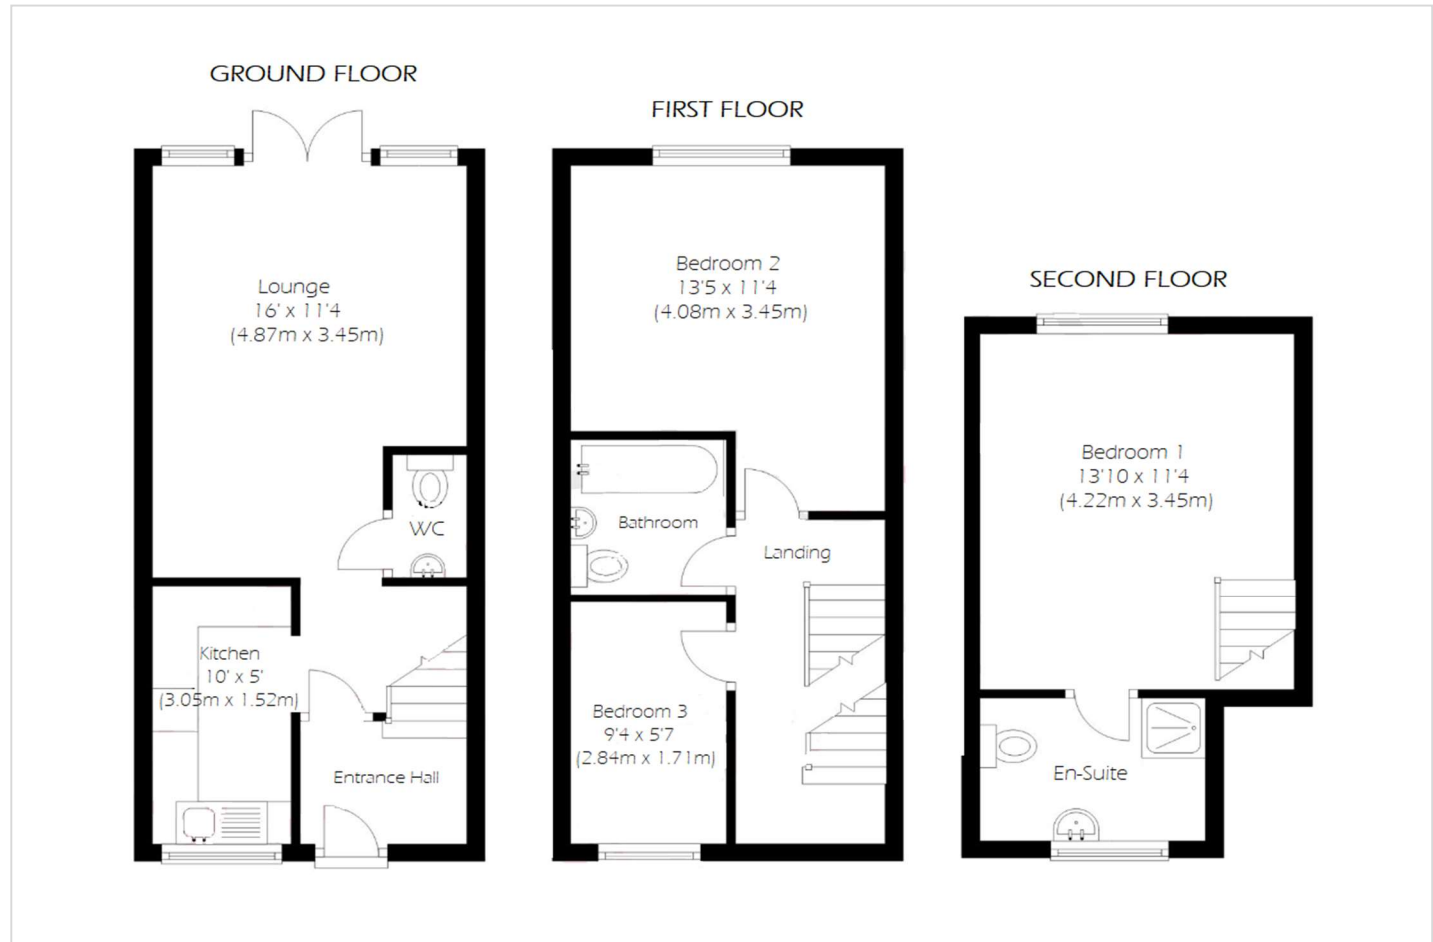 GROUND FLOOR
Lounge
16' x 11'4
(4.87m x 3.45m)
WC
Kitchen
10' x 5'
(3.05m x 1.52m)
Entrance Hall
FIRST FLOOR
Bedroom 2
13'5 x 11'4
(4.08m x 3.45m)
Bathroom
Landing
Bedroom 3
9'4 x 5'7
(2.84m x 1.71m)
SECOND FLOOR
Bedroom 1
13'10 x 11'4
(4.22m x 3.45m)
En-Suite